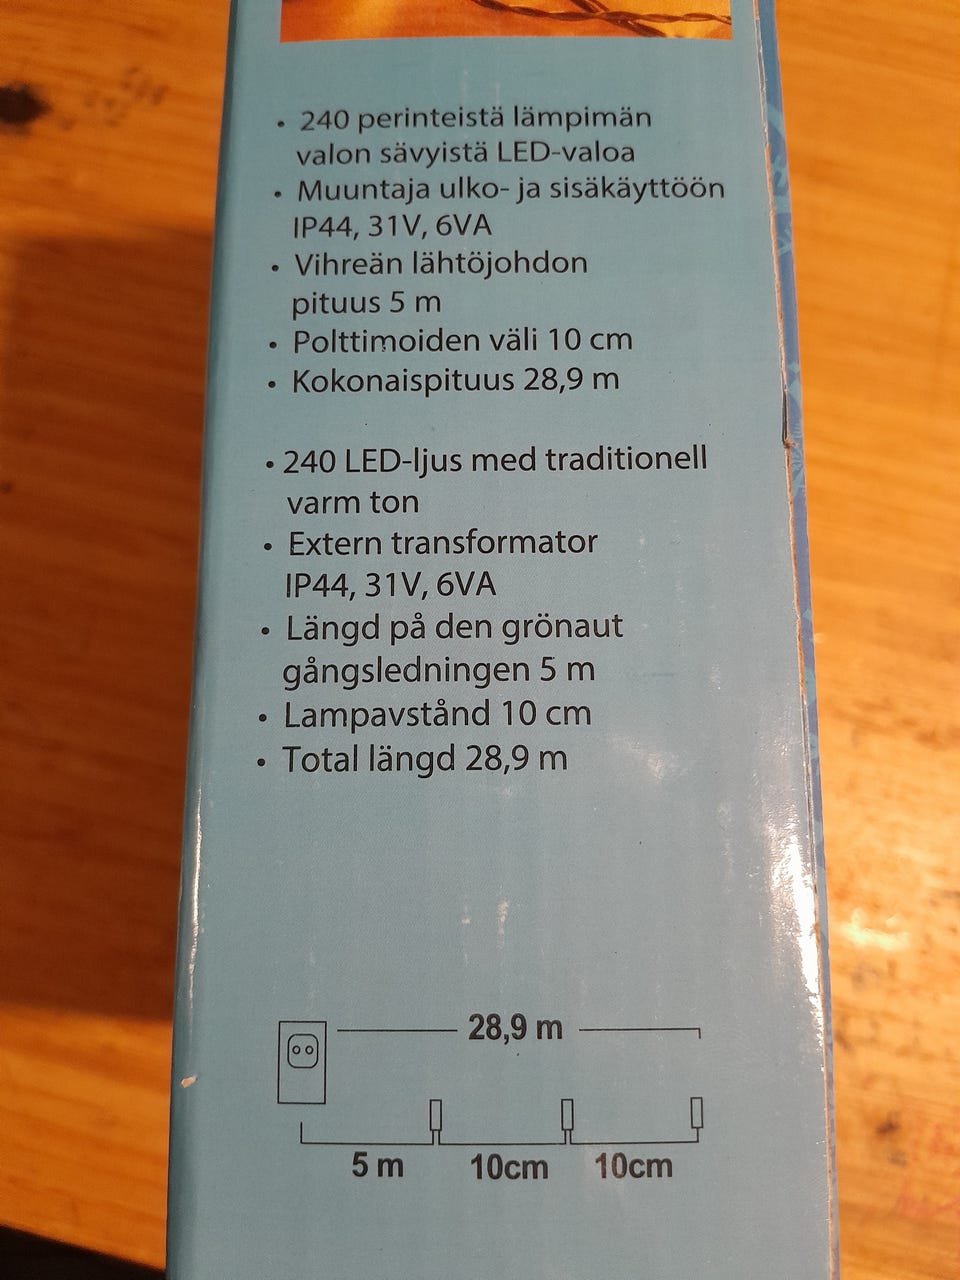 • 240 perinteistä lämpimän
valon sävyistä LED-valoa
• Muuntaja ulko- ja sisäkäyttöön
IP44, 31V, 6VA
• Vihreän lähtöjohdon
pituus 5 m
• Polttimoiden väli 10 cm
• Kokonaispituus 28,9 m
• 240 LED-ljus med traditionell
varm ton
• Extern transformator
IP44, 31V, 6VA
• Längd på den grönaut
gångsledningen 5 m
• Lampavstånd 10 cm
• Total längd 28,9 m
28,9 m
5 m 10cm 10cm